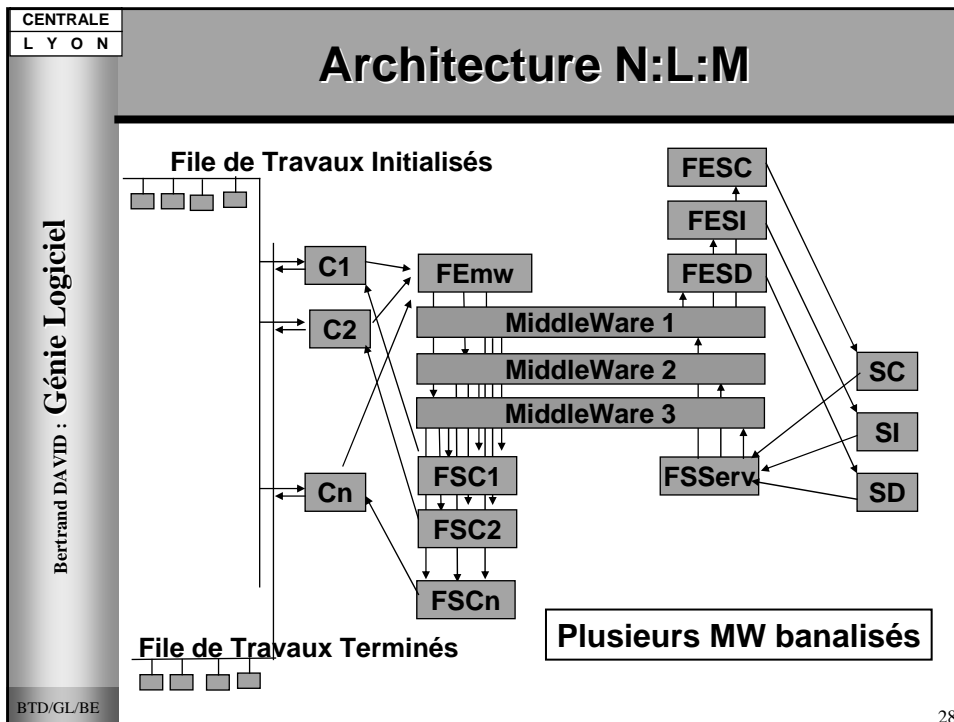 CENTRALE
L Y O N
Architecture N:L:M
Bertrand DAVID : Génie Logiciel
File de Travaux Initialisés
FESC
FESI
C1
FEmw
FESD
C2
MiddleWare 1
MiddleWare 2
SC
MiddleWare 3
SI
Cn
FSC1
FSServ
SD
FSC2
FSCn
Plusieurs MW banalisés
File de Travaux Terminés
BTD/GL/BE
28